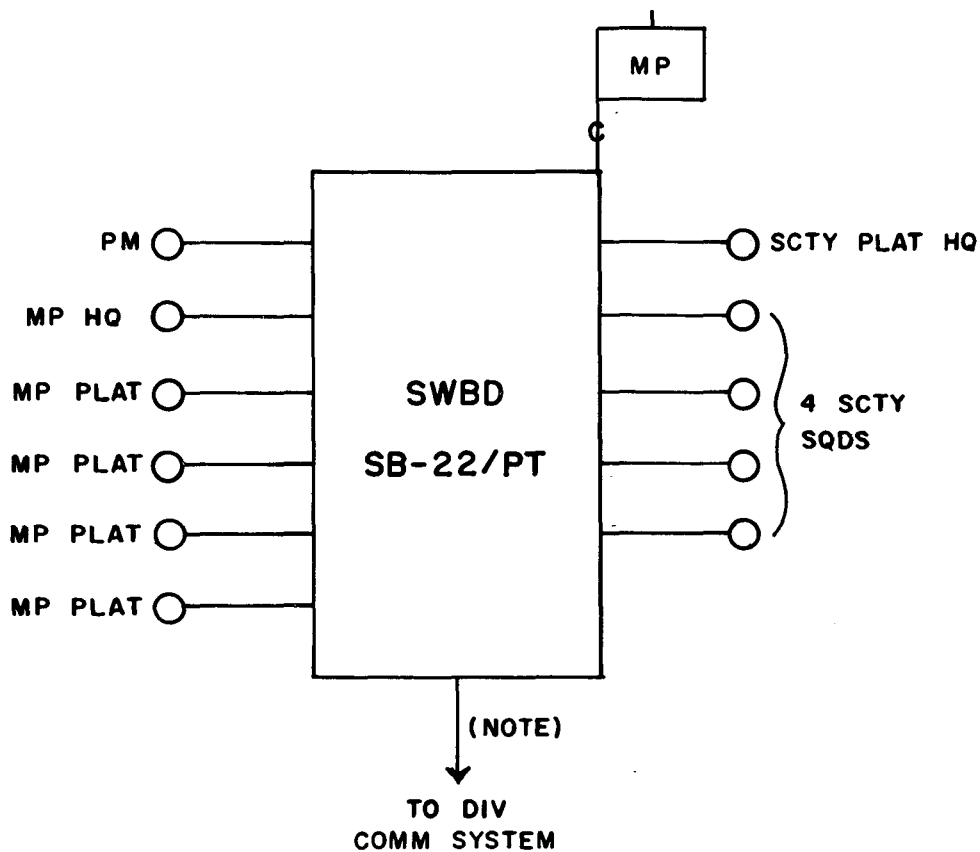 MP
C
PM
MP HQ
MP PLAT
MP PLAT
MP PLAT
MP PLAT
SWBD
SB-22/PT
SCTY PLAT HQ
4 SCTY
SQDS
(NOTE)
TO DIV
COMM SYSTEM